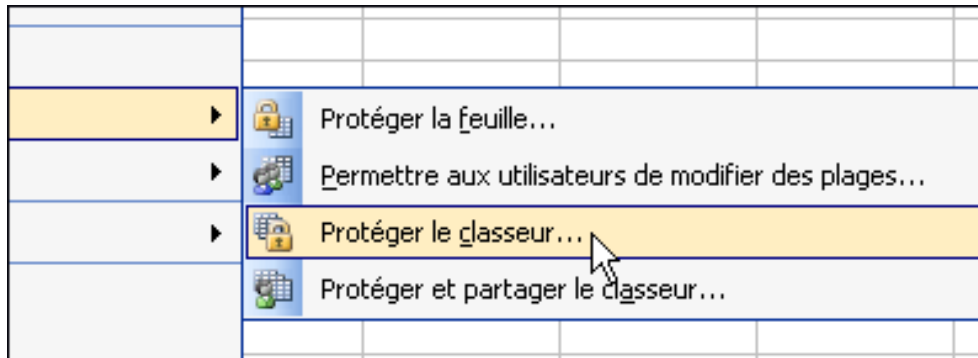 Protéger la feuille...
Permettre aux utilisateurs de modifier des plages...
Protéger le classeur...
Protéger et partager le classeur...